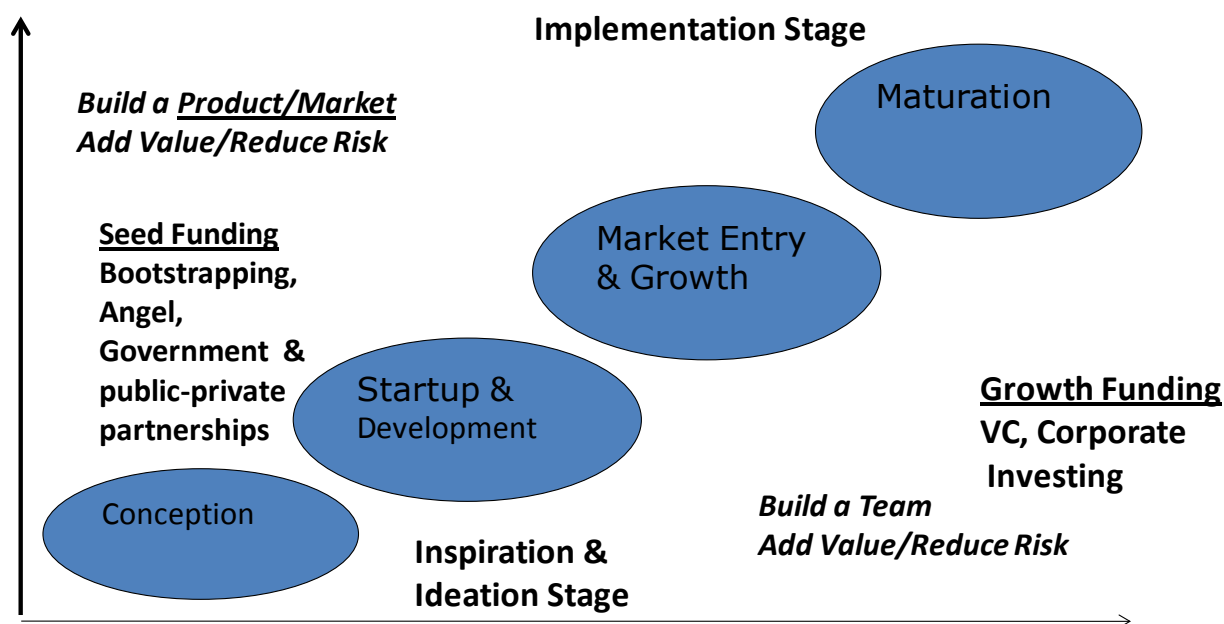 Implementation Stage
Maturation
Build a Product/Market
Add Value/Reduce Risk
Market Entry
& Growth
Seed Funding
Bootstrapping,
Angel,
Government &
public-private
partnerships
Startup &
Development
Growth Funding
VC, Corporate
Investing
Conception
Build a Team
Add Value/Reduce Risk
Inspiration &
Ideation Stage